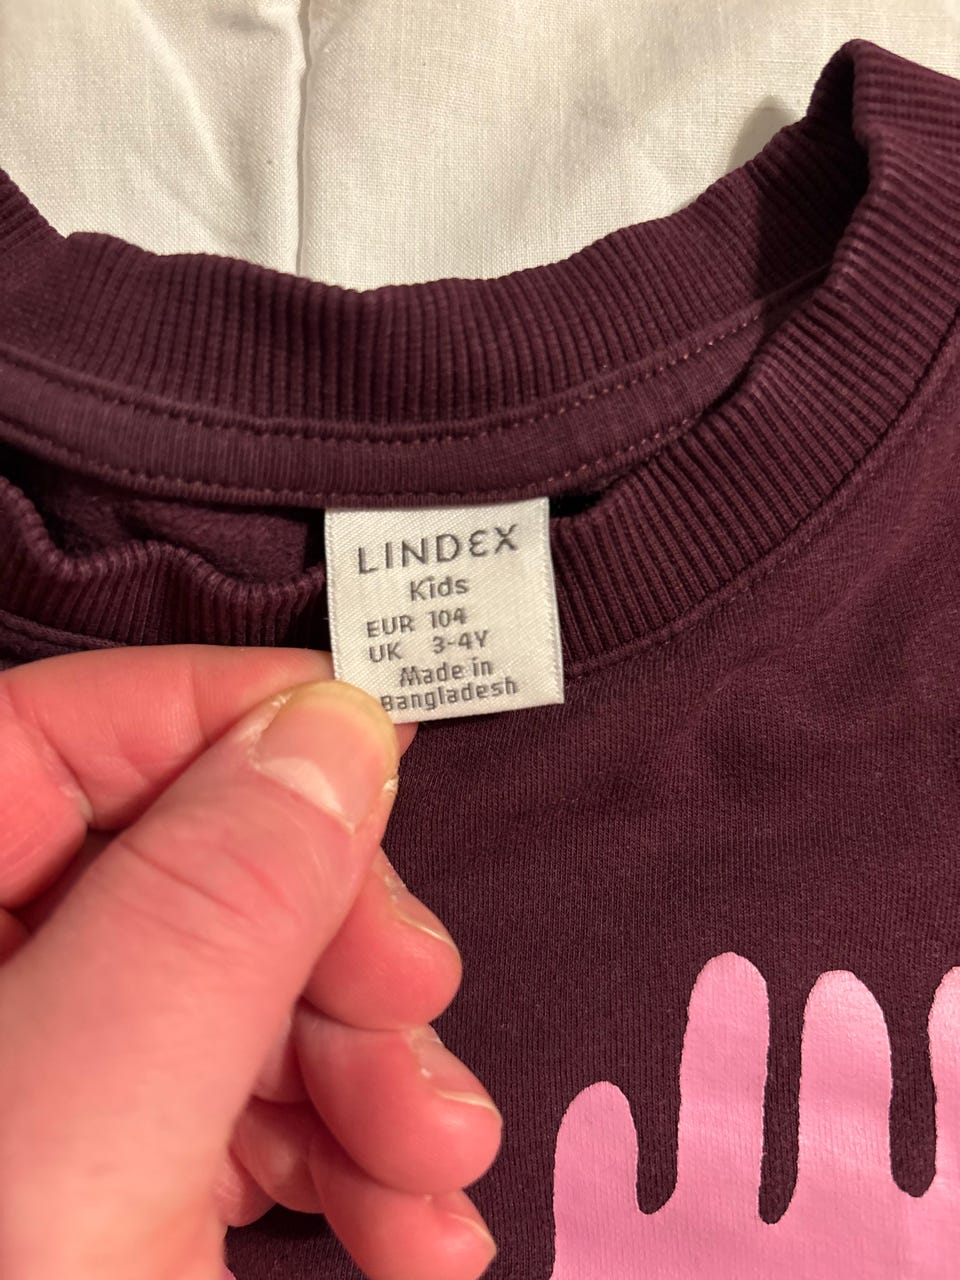 LINDEX
Kids
EUR 104
UK 3-4Y
Made in
Bangladesh